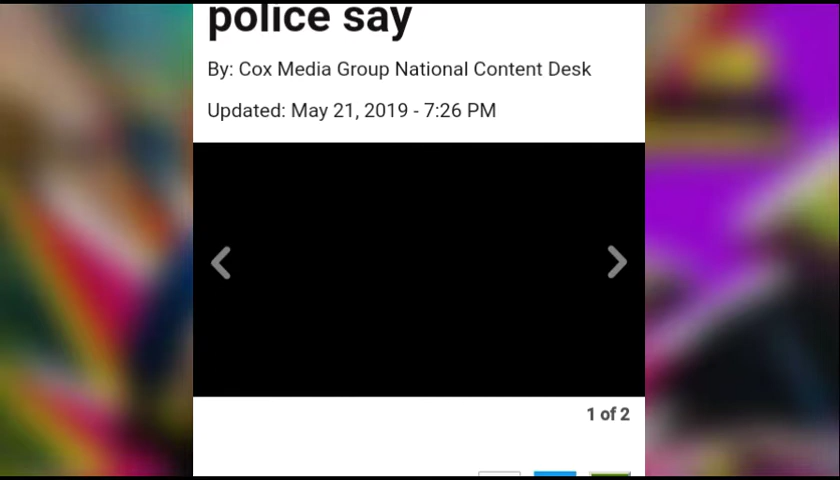 police say
By: Cox Media Group National Content Desk
Updated: May 21, 2019 - 7:26 PM
1 of 2